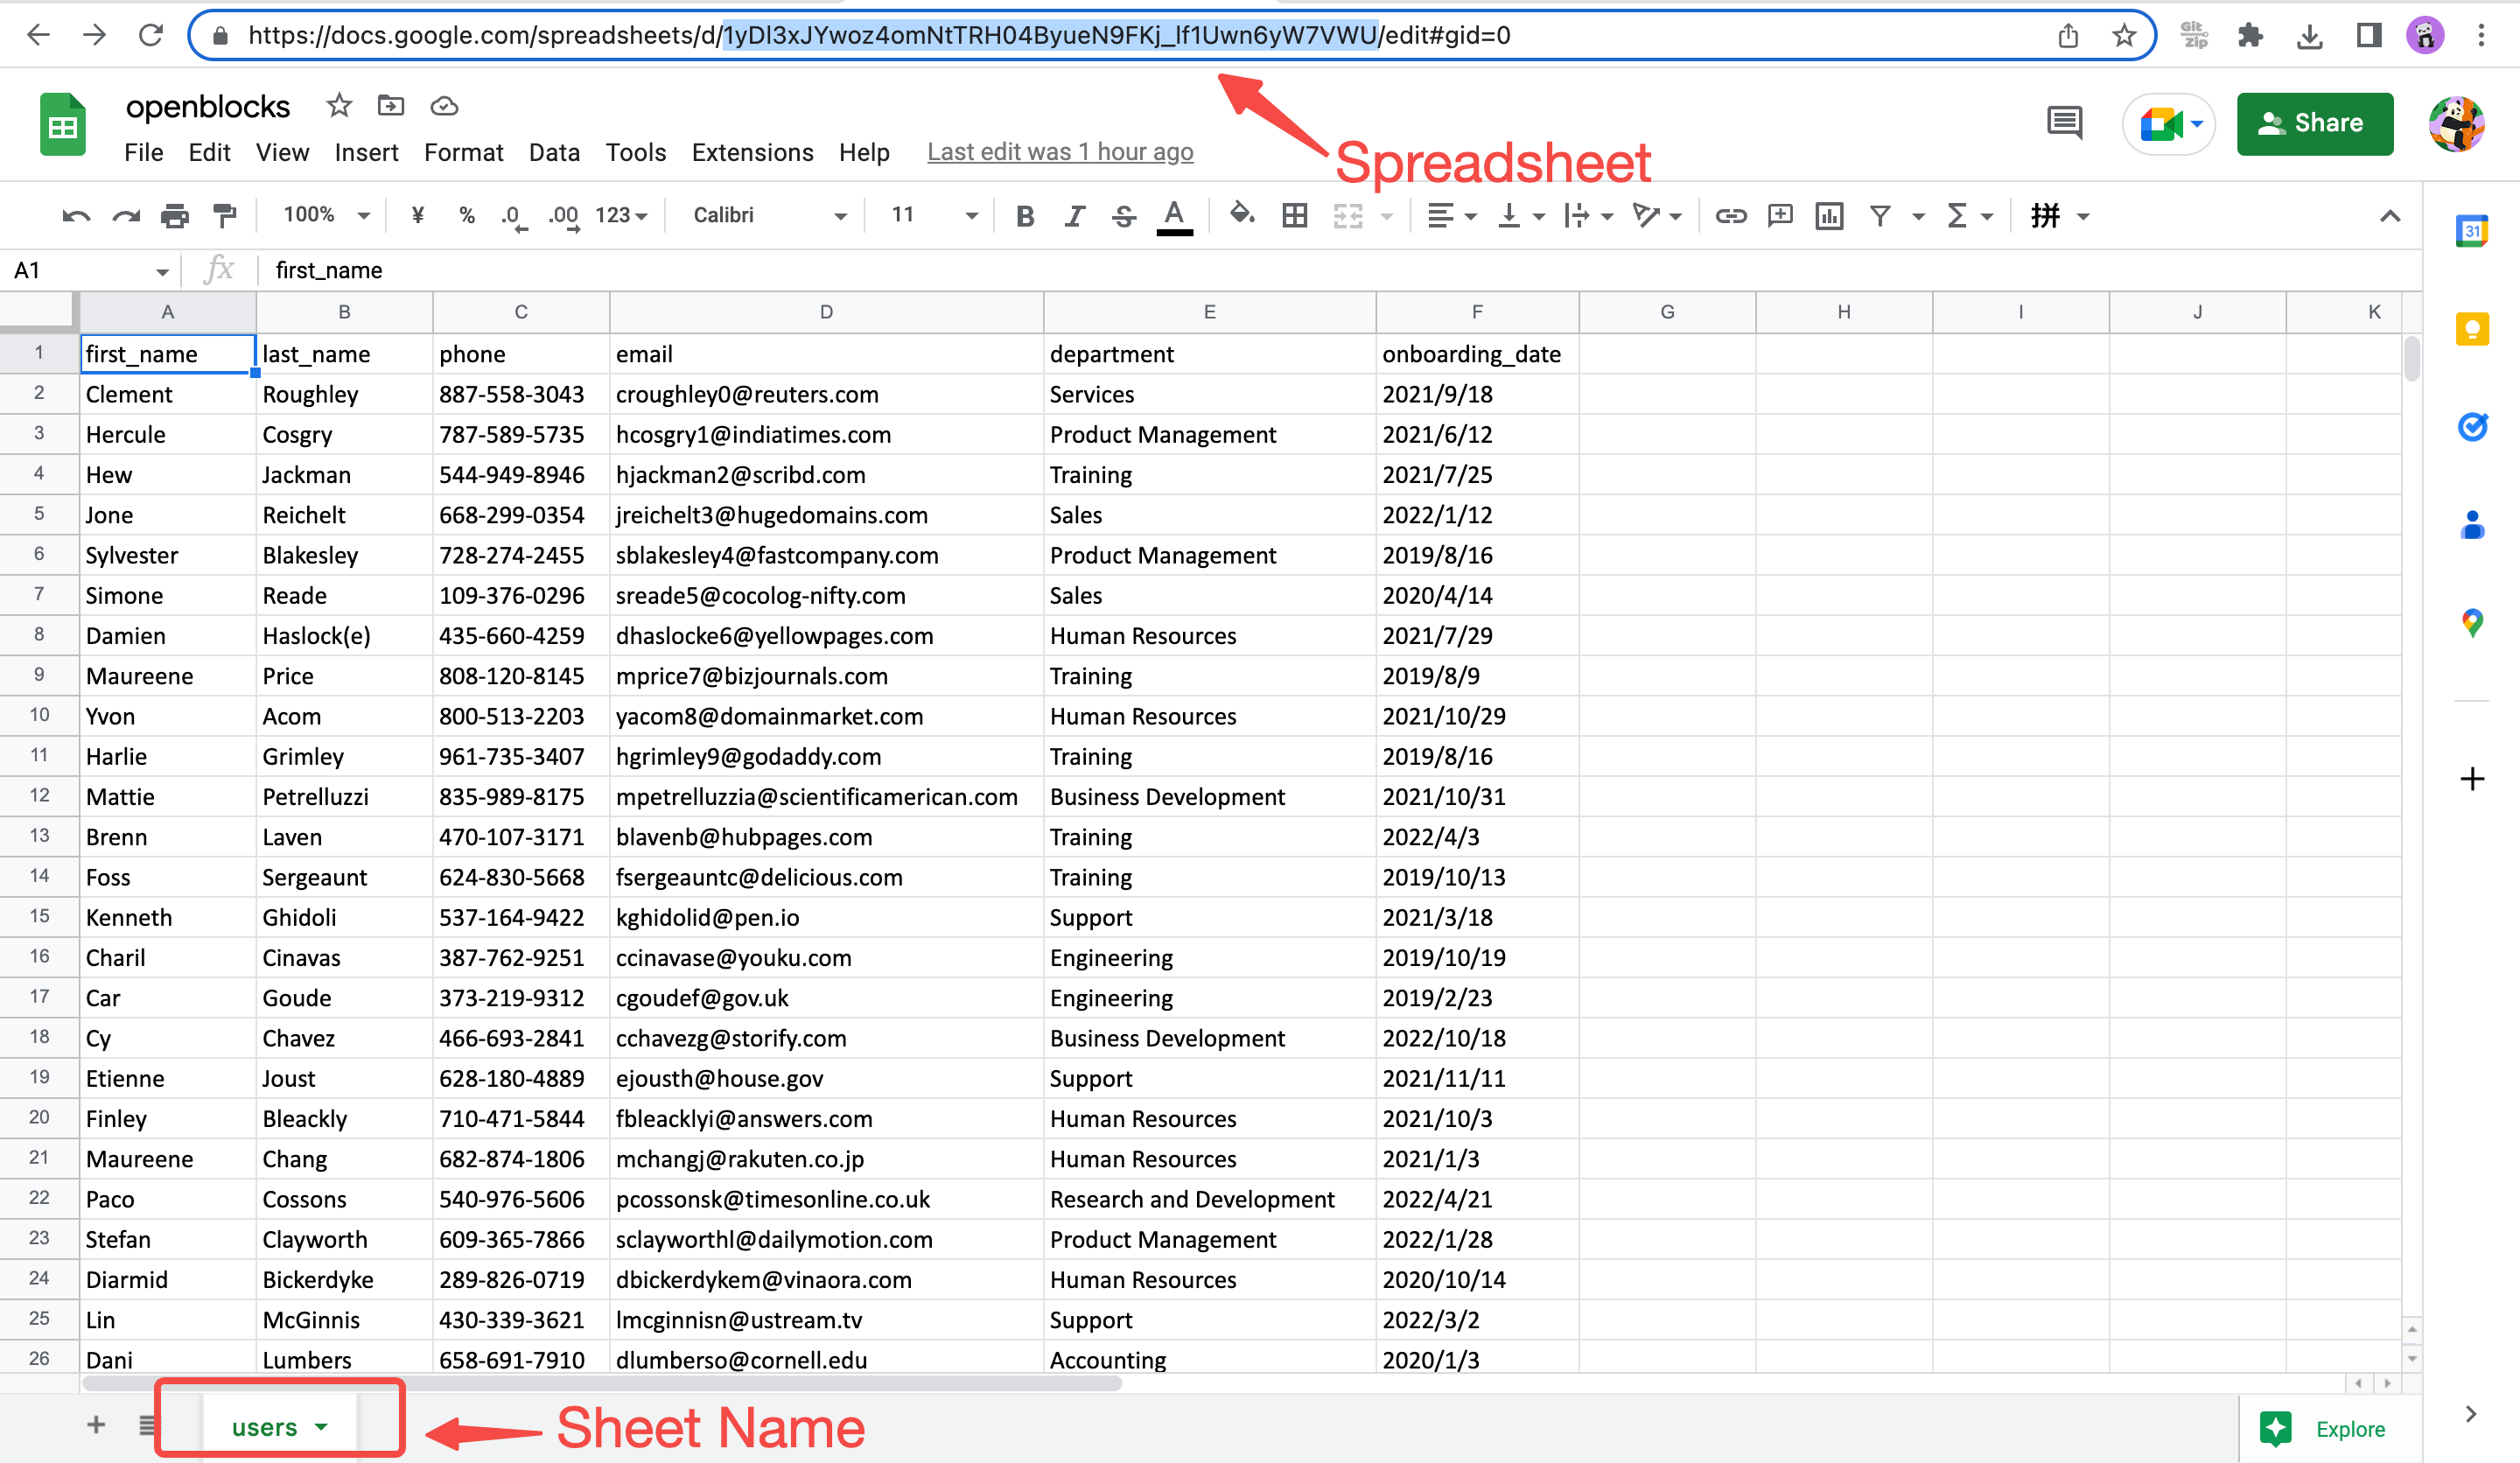 https://docs.google.com/spreadsheets/d/1yDl3xJYwoz4omNtTRH04ByueN9FKj_lf1Uwn6yW7VWU/edit#gid=0
Git Zip
openblocks
File Edit View Insert Format Data Tools Extensions Help Last edit was 1 hour ago
Spreadsheet
Share
100% ¥ % .0 .00 123 Calibri 11 B I S A Σ 拼
31
A1 fx first_name
A B C D E F G H I J K
1 first_name last_name phone email department onboarding_date
2 Clement Roughley 887-558-3043 croughley0@reuters.com Services 2021/9/18
3 Hercule Cosgry 787-589-5735 hcosgry1@indiatimes.com Product Management 2021/6/12
4 Hew Jackman 544-949-8946 hjackman2@scribd.com Training 2021/7/25
5 Jone Reichelt 668-299-0354 jreichelt3@hugedomains.com Sales 2022/1/12
6 Sylvester Blakesley 728-274-2455 sblakesley4@fastcompany.com Product Management 2019/8/16
7 Simone Reade 109-376-0296 sreade5@cocolog-nifty.com Sales 2020/4/14
8 Damien Haslock(e) 435-660-4259 dhaslocke6@yellowpages.com Human Resources 2021/7/29
9 Maureene Price 808-120-8145 mprice7@bizjournals.com Training 2019/8/9
10 Yvon Acom 800-513-2203 yacom8@domainmarket.com Human Resources 2021/10/29
11 Harlie Grimley 961-735-3407 hgrimley9@godaddy.com Training 2019/8/16
12 Mattie Petrelluzzi 835-989-8175 mpetrelluzzia@scientificamerican.com Business Development 2021/10/31
13 Brenn Laven 470-107-3171 blavenb@hubpages.com Training 2022/4/3
14 Foss Sergeaunt 624-830-5668 fsergeauntc@delicious.com Training 2019/10/13
15 Kenneth Ghidoli 537-164-9422 kghidolid@pen.io Support 2021/3/18
16 Charil Cinavas 387-762-9251 ccinavase@youku.com Engineering 2019/10/19
17 Car Goude 373-219-9312 cgoudef@gov.uk Engineering 2019/2/23
18 Cy Chavez 466-693-2841 cchavezg@storify.com Business Development 2022/10/18
19 Etienne Joust 628-180-4889 ejousth@house.gov Support 2021/11/11
20 Finley Bleackly 710-471-5844 fbleacklyi@answers.com Human Resources 2021/10/3
21 Maureene Chang 682-874-1806 mchangj@rakuten.co.jp Human Resources 2021/1/3
22 Paco Cossons 540-976-5606 pcossonsk@timesonline.co.uk Research and Development 2022/4/21
23 Stefan Clayworth 609-365-7866 sclayworthl@dailymotion.com Product Management 2022/1/28
24 Diarmid Bickerdyke 289-826-0719 dbickerdykem@vinaora.com Human Resources 2020/10/14
25 Lin McGinnis 430-339-3621 lmcginnisn@ustream.tv Support 2022/3/2
26 Dani Lumbers 658-691-7910 dlumberso@cornell.edu Accounting 2020/1/3
users
Sheet Name
Explore